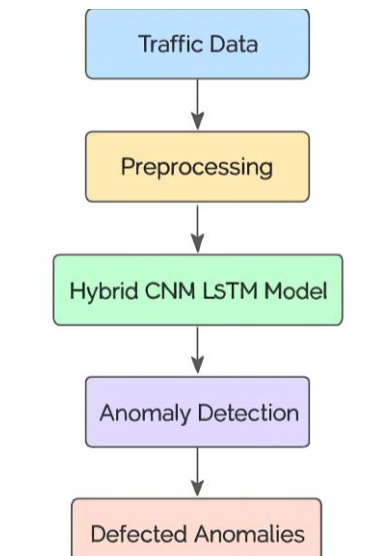 Traffic Data
Preprocessing
Hybrid CNM LsTM Model
Anomaly Detection
Defected Anomalies